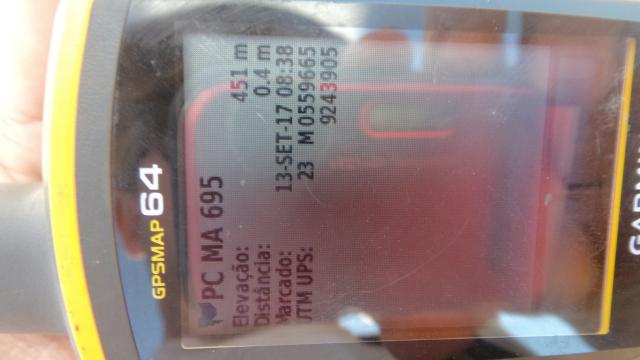 GPSMAP 64
PC MA 695
Elevação: 451 m
Distância: 0.4 m
Marcado: 13-SET-17 08:38
UTM UPS: 23 M 0559665
9243905
GARMIN